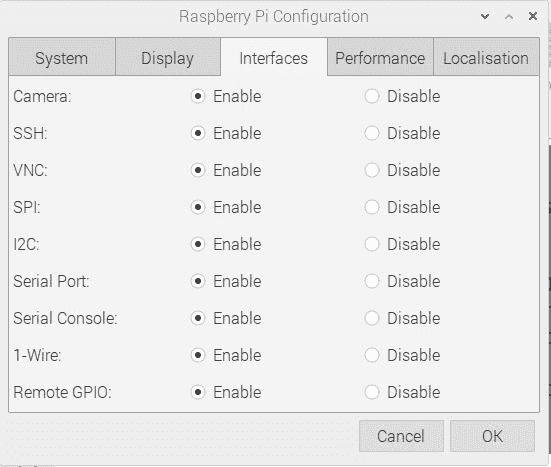 Raspberry Pi Configuration
System Display Interfaces Performance Localisation
Camera: Enable Disable
SSH: Enable Disable
VNC: Enable Disable
SPI: Enable Disable
I2C: Enable Disable
Serial Port: Enable Disable
Serial Console: Enable Disable
1-Wire: Enable Disable
Remote GPIO: Enable Disable
Cancel OK